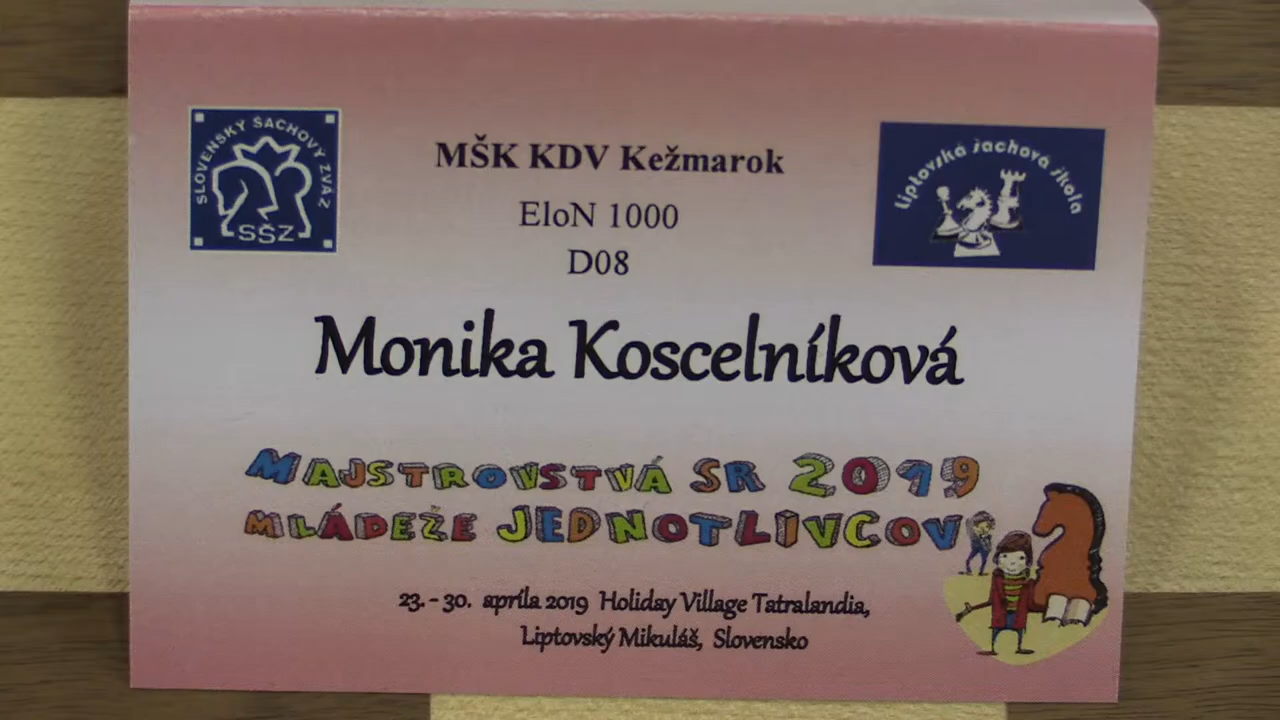 SLOVENSKÝ ŠACHOVÝ ZVÄZ
SŠZ
MŠK KDV Kežmarok
EloN 1000
D08
Liptovská šachová škola
Monika Koscelníková
MAJSTROVSTVÁ SR 2019
MLÁDEŽE JEDNOTLIVCOV
23. - 30. apríla 2019 Holiday Village Tatralandia,
Liptovský Mikuláš, Slovensko